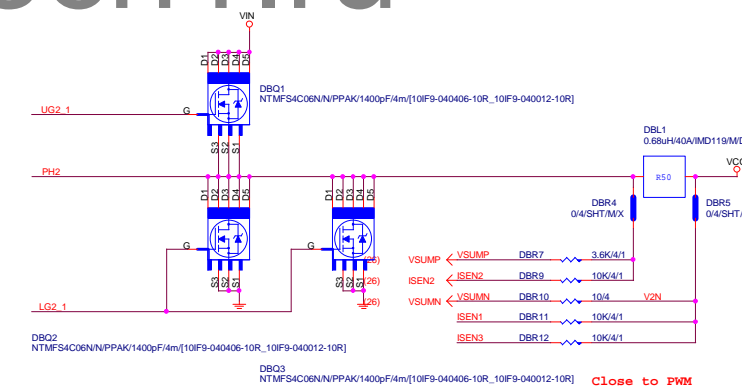 VIN
D1 D2 D3 D4 D5
DBQ1
NTMFS4C06N/N/PPAK/1400pF/4m/[10IF9-040406-10R_10IF9-040012-10R]
UG2_1
G
S3 S2 S1
DBL1
0.68uH/40A/IMD119/M/D
VCC
PH2
R50
D1 D2 D3 D4 D5
D1 D2 D3 D4 D5
DBR4
0/4/SHT/M/X
DBR5
0/4/SHT/
G
G
S3 S2 S1
S3 S2 S1
(26) VSUMP VSUMP DBR7 3.6K/4/1
(26) ISEN2 ISEN2 DBR9 10K/4/1
(26) VSUMN VSUMN DBR10 10/4 V2N
ISEN1 DBR11 10K/4/1
ISEN3 DBR12 10K/4/1
LG2_1
DBQ2
NTMFS4C06N/N/PPAK/1400pF/4m/[10IF9-040406-10R_10IF9-040012-10R]
DBQ3
NTMFS4C06N/N/PPAK/1400pF/4m/[10IF9-040406-10R_10IF9-040012-10R]
Close to PWM